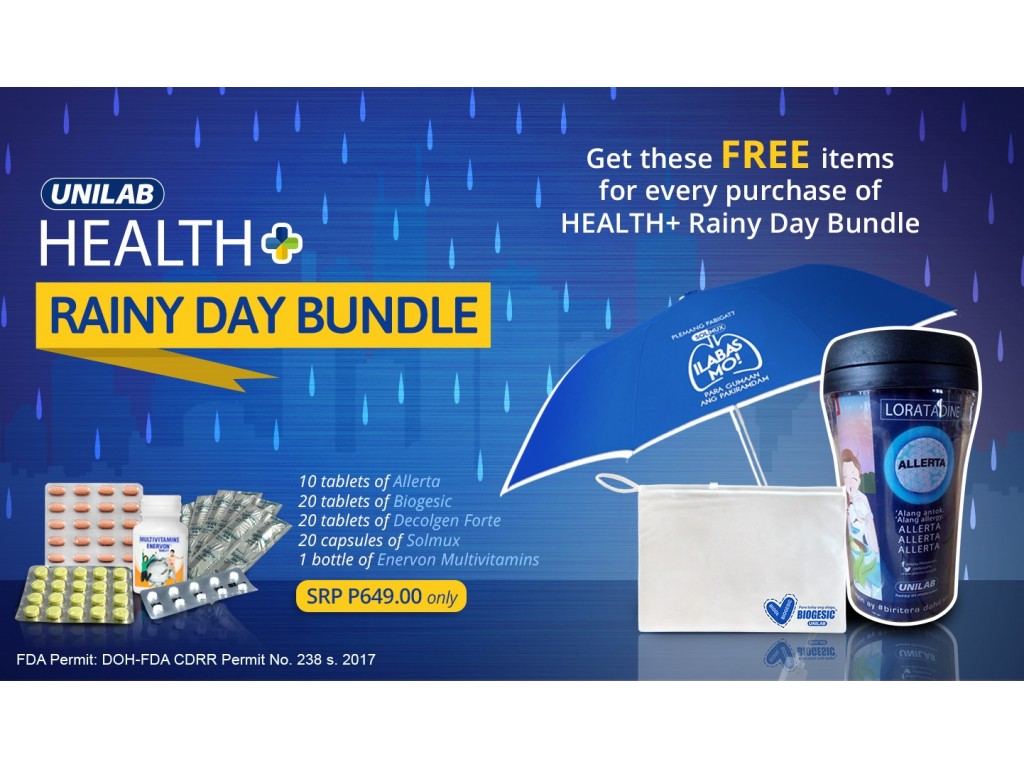 UNILAB
HEALTH+
RAINY DAY BUNDLE
Get these FREE items
for every purchase of
HEALTH+ Rainy Day Bundle
10 tablets of Allerta
20 tablets of Biogesic
20 tablets of Decolgen Forte
20 capsules of Solmux
1 bottle of Enervon Multivitamins
SRP P649.00 only
FDA Permit: DOH-FDA CDRR Permit No. 238 s. 2017
PLEMANG PABIGAT?
SOLMUX
ILABAS
MO!
PARA GUMAAN
ANG PAKIRAMDAM
LORATADINE
ALLERTA
'Alang antok,
'Alang allergy.
ALLERTA
ALLERTA
ALLERTA
UNILAB
BIOGESIC
UNILAB
MULTIVITAMINS
ENERVON